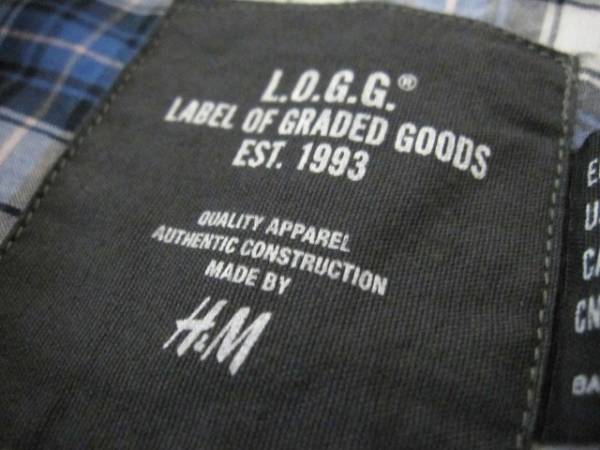 L.O.G.G.®
LABEL OF GRADED GOODS
EST. 1993
QUALITY APPAREL
AUTHENTIC CONSTRUCTION
MADE BY
H&M